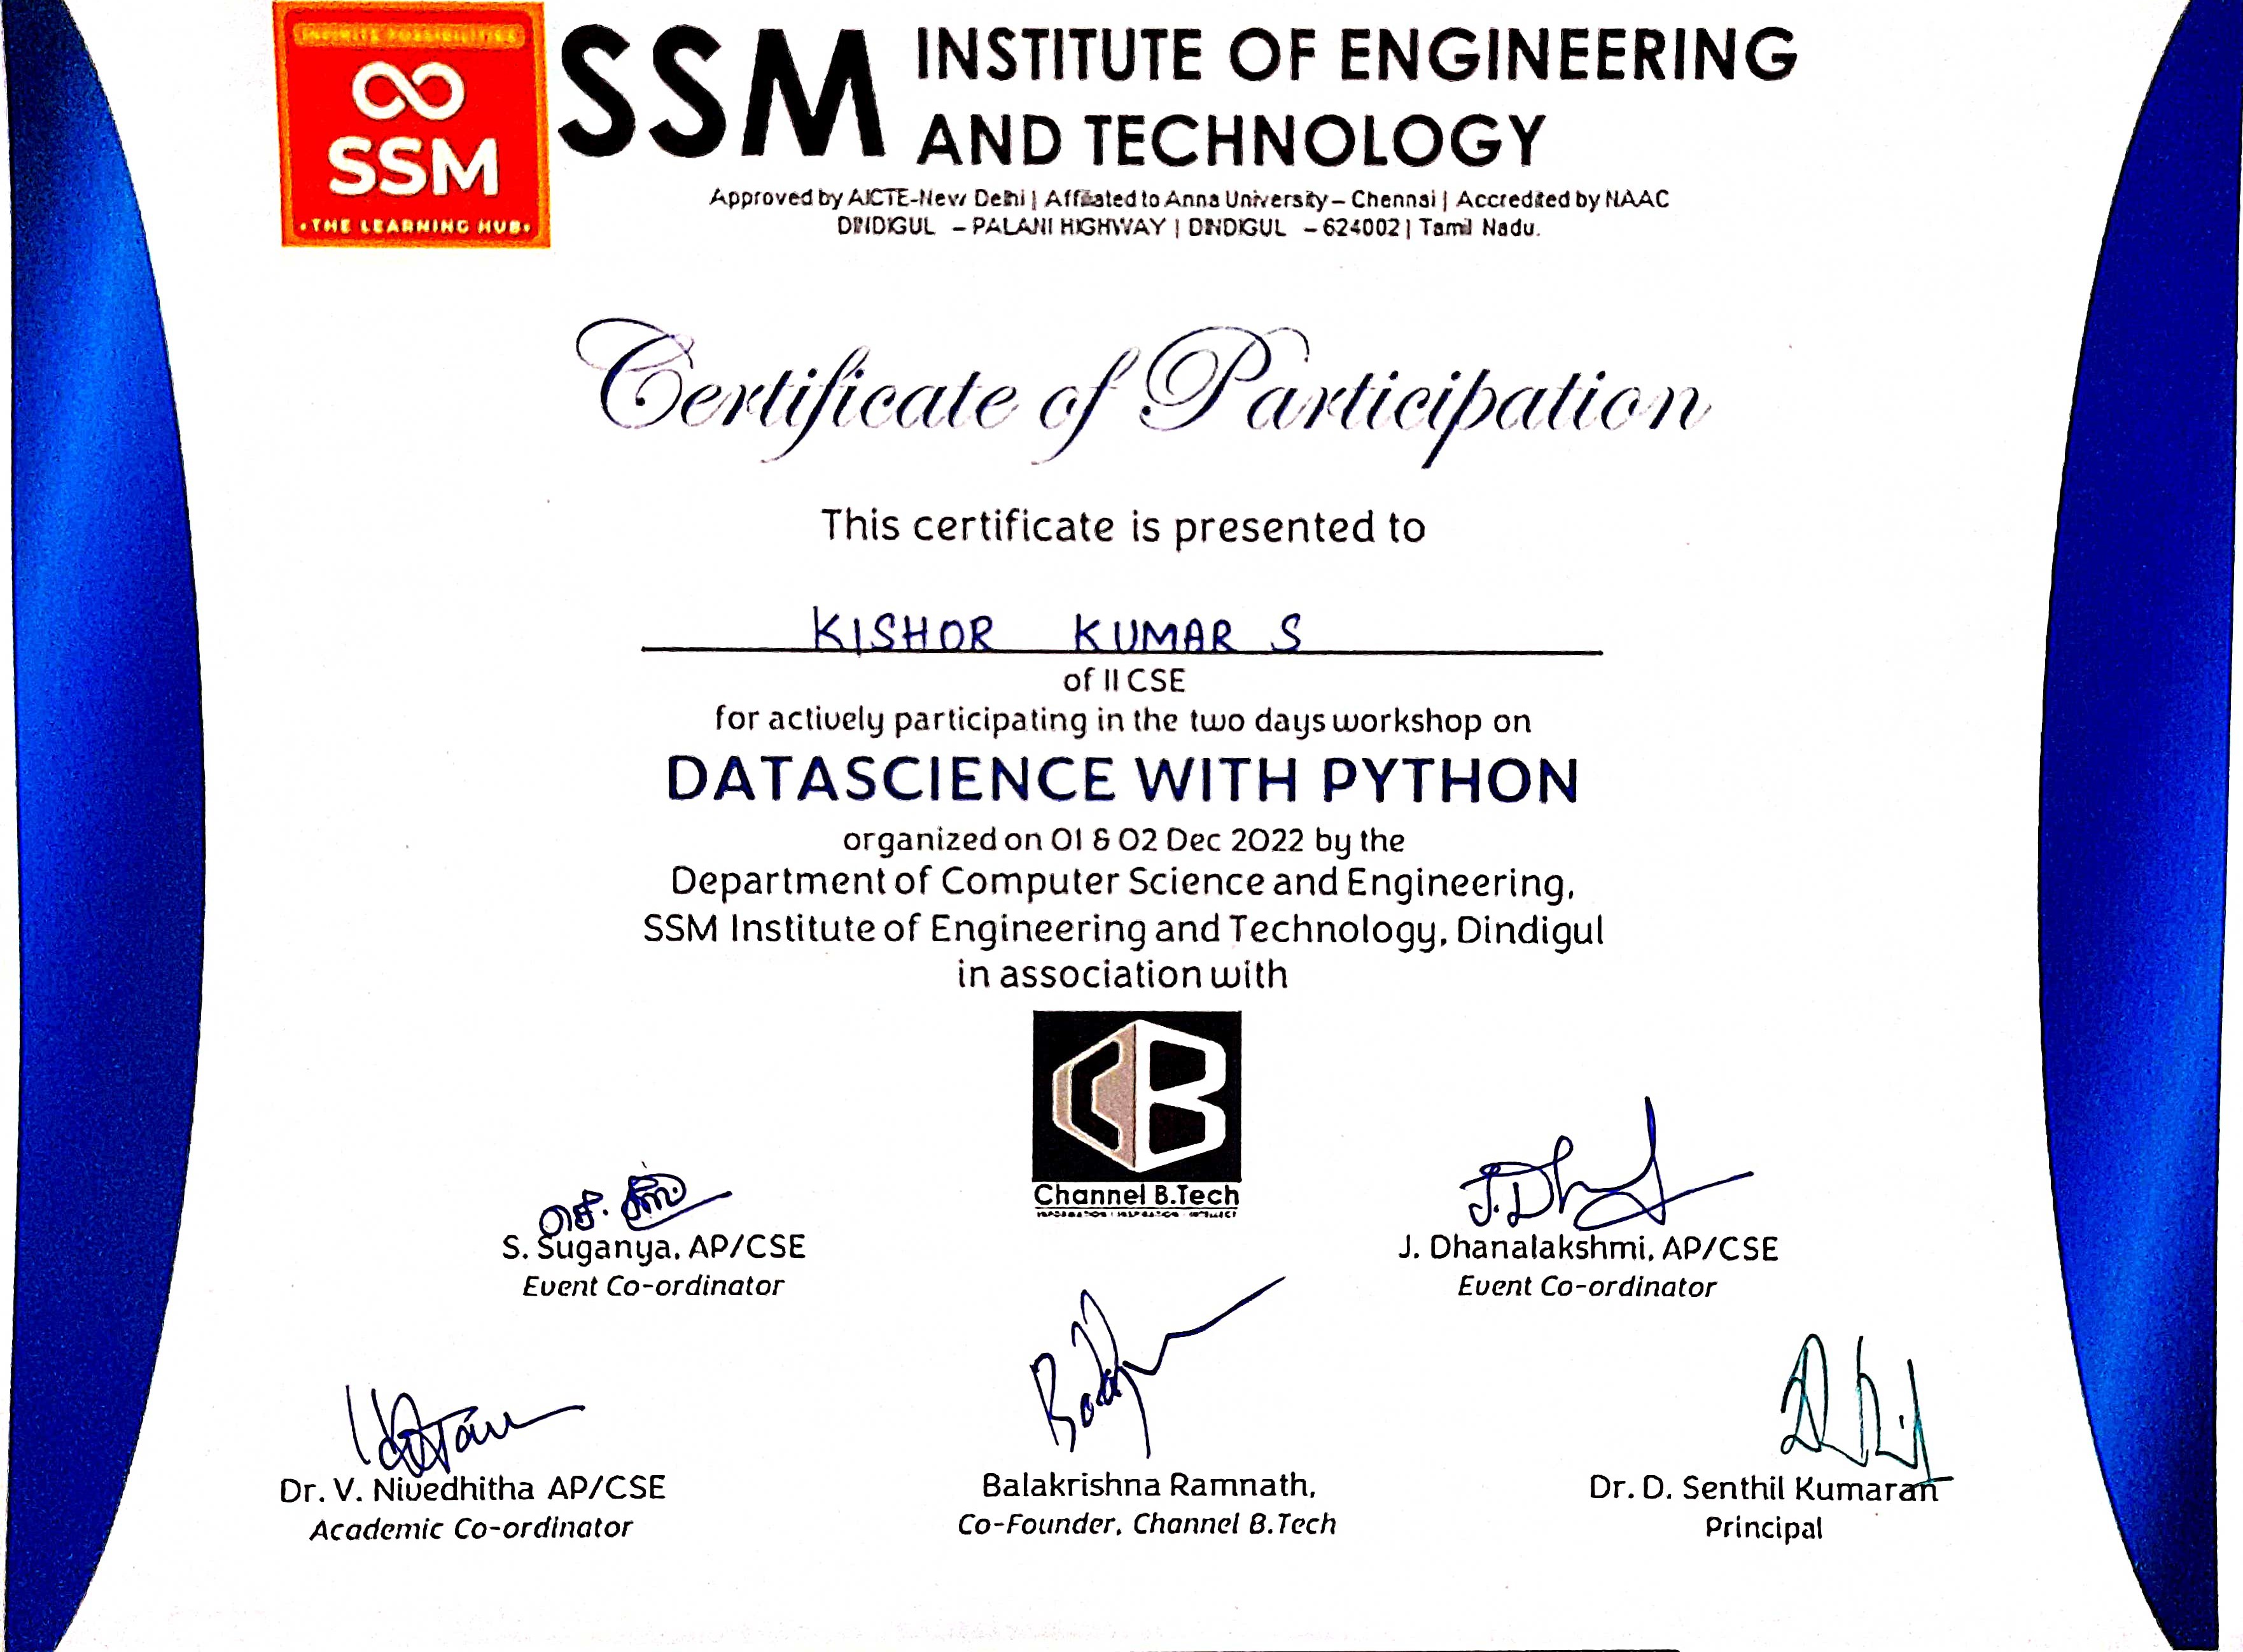 INFINITE POSSIBILITIES
SSM
•THE LEARNING HUB•
SSM INSTITUTE OF ENGINEERING
AND TECHNOLOGY
Approved by AICTE-New Delhi | Affiliated to Anna University – Chennai | Accredited by NAAC
DINDIGUL – PALANI HIGHWAY | DINDIGUL – 624002 | Tamil Nadu.
Certificate of Participation
This certificate is presented to
KISHOR KUMAR S
of II CSE
for actively participating in the two days workshop on
DATASCIENCE WITH PYTHON
organized on 01 & 02 Dec 2022 by the
Department of Computer Science and Engineering,
SSM Institute of Engineering and Technology, Dindigul
in association with
CB
Channel B.Tech
S. Suganya, AP/CSE
Event Co-ordinator
J. Dhanalakshmi, AP/CSE
Event Co-ordinator
Dr. V. Nivedhitha AP/CSE
Academic Co-ordinator
Balakrishna Ramnath,
Co-Founder, Channel B.Tech
Dr. D. Senthil Kumaran
Principal